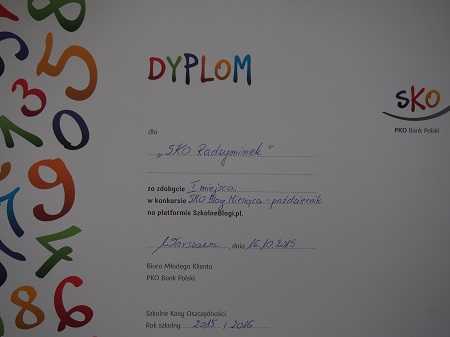 DYPLOM
SKO
PKO Bank Polski
dla
„SKO Radzyminek"
za zdobycie I miejsca
w konkursie SKO Blog Miesiąca - październik
na platformie SzkolneBlogi.pl.
Warszawa, dnia 16.10.2015
Biuro Młodego Klienta
PKO Bank Polski
Szkolne Kasy Oszczędności
Rok szkolny 2015 / 2016